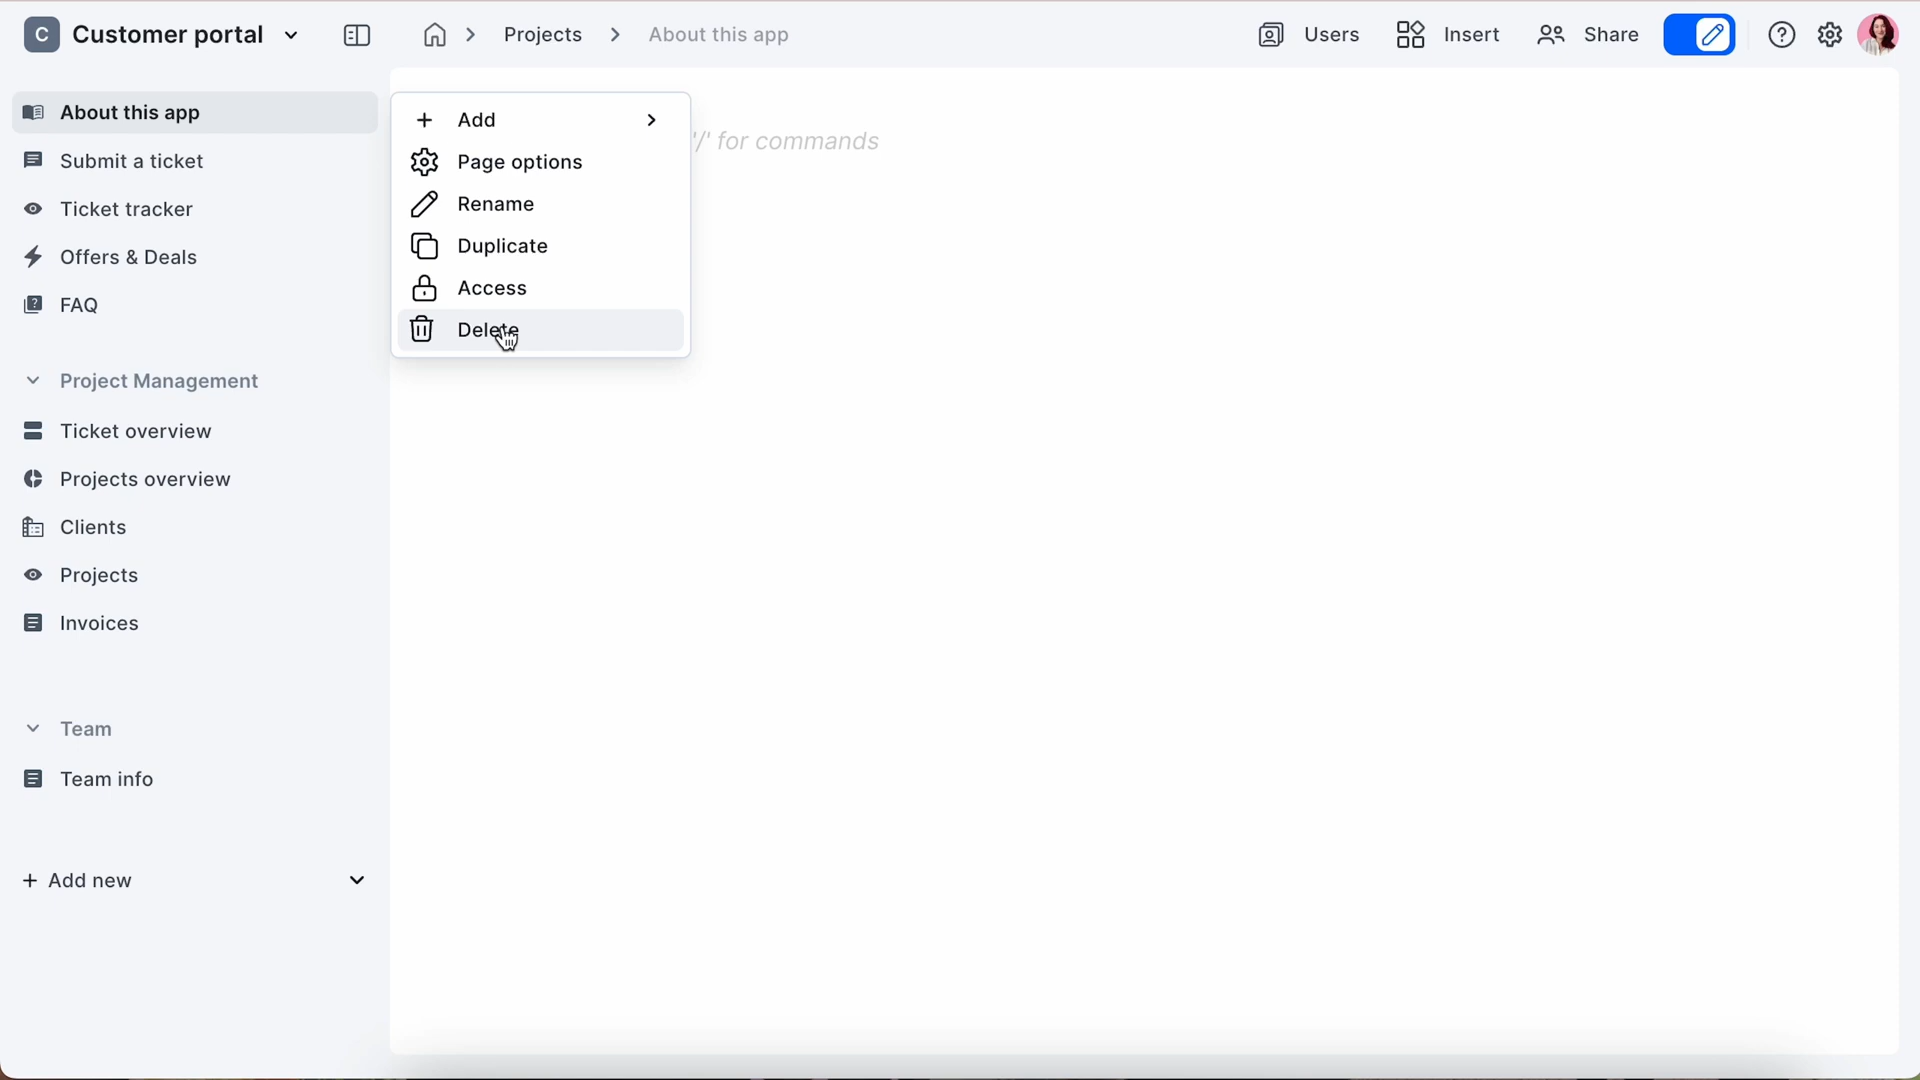 C Customer portal
Projects
About this app
Users
Insert
Share
About this app
Submit a ticket
Ticket tracker
Offers & Deals
FAQ
Project Management
Ticket overview
Projects overview
Clients
Projects
Invoices
Team
Team info
+ Add new
+ Add
Page options
Rename
Duplicate
Access
Delete
'/' for commands